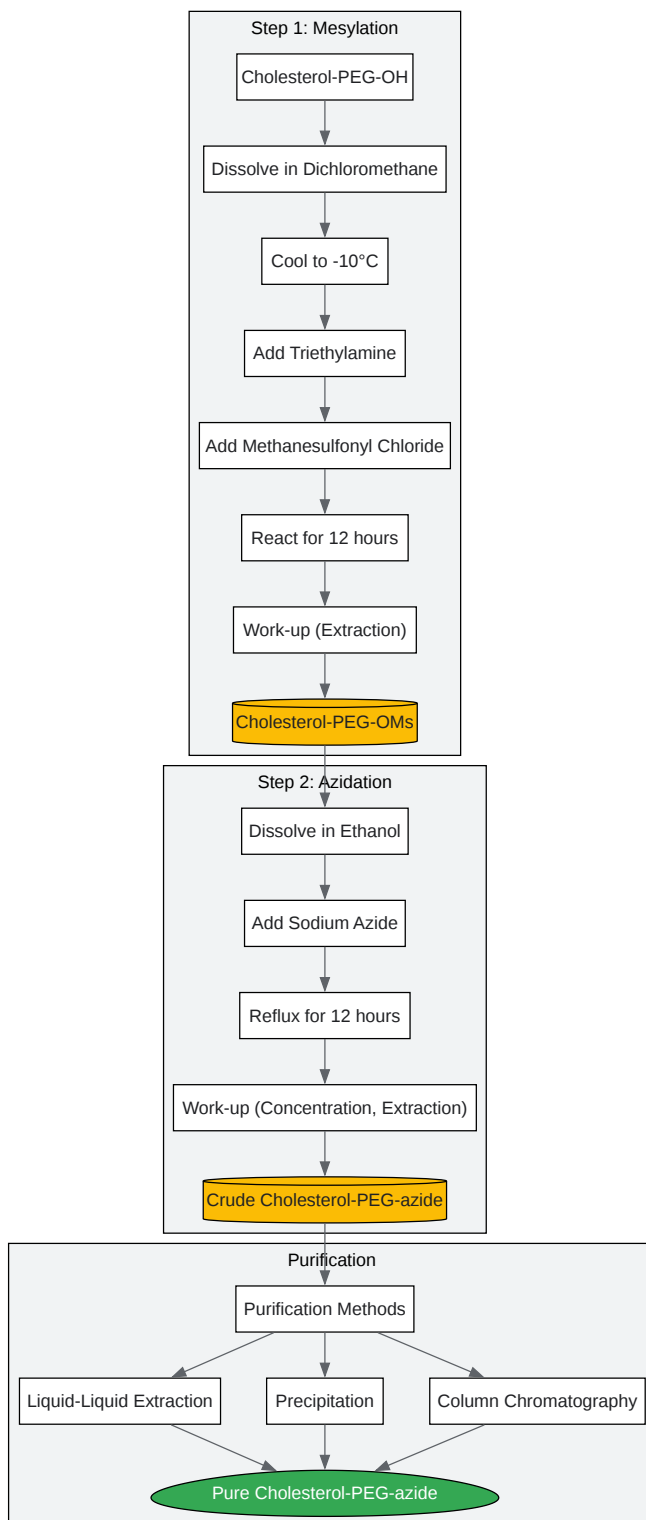 Step 1: Mesylation
Cholesterol-PEG-OH
Dissolve in Dichloromethane
Cool to -10°C
Add Triethylamine
Add Methanesulfonyl Chloride
React for 12 hours
Work-up (Extraction)
Cholesterol-PEG-OMs
Step 2: Azidation
Dissolve in Ethanol
Add Sodium Azide
Reflux for 12 hours
Work-up (Concentration, Extraction)
Crude Cholesterol-PEG-azide
Purification
Purification Methods
Liquid-Liquid Extraction
Precipitation
Column Chromatography
Pure Cholesterol-PEG-azide